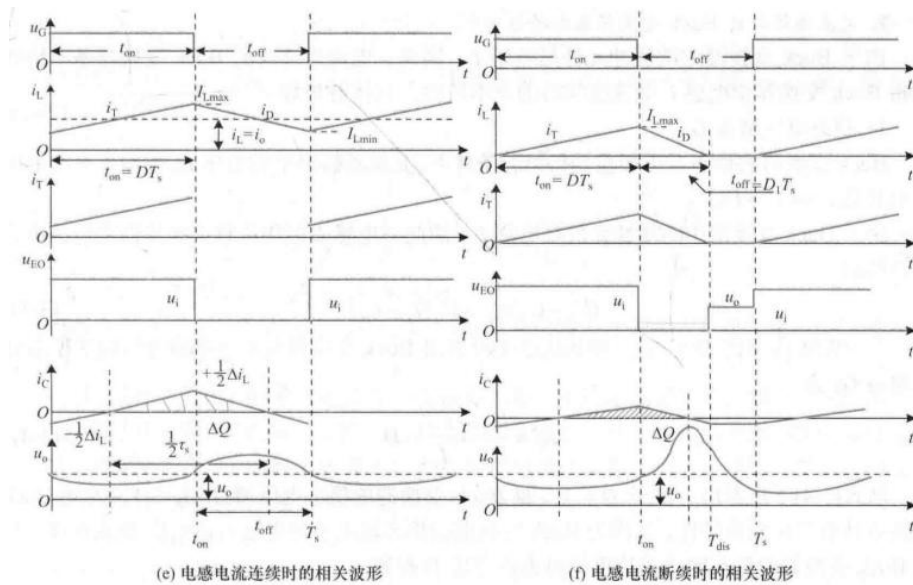 u_G
t_on
t_off
O
t
i_L
i_T
I_Lmax
i_D
i_L=i_o
I_Lmin
O
t
t_on=DT_s
i_T
O
t
u_EO
u_i
u_i
O
t
i_C
+1/2Δi_L
O
t
1/2Δi_L
1/2t_s
ΔQ
u_o
u_o
O
t_on
t_off
T_s
t
(e) 电感电流连续时的相关波形
u_G
t_on
t_off
O
t
i_L
I_Lmax
i_T
i_D
O
t
t_on=DT_s
t_off=D_1T_s
i_T
O
t
u_EO
u_i
u_o
u_i
O
t
i_C
O
t
ΔQ
u_o
u_o
O
T_on
T_dis
T_s
t
(f) 电感电流断续时的相关波形